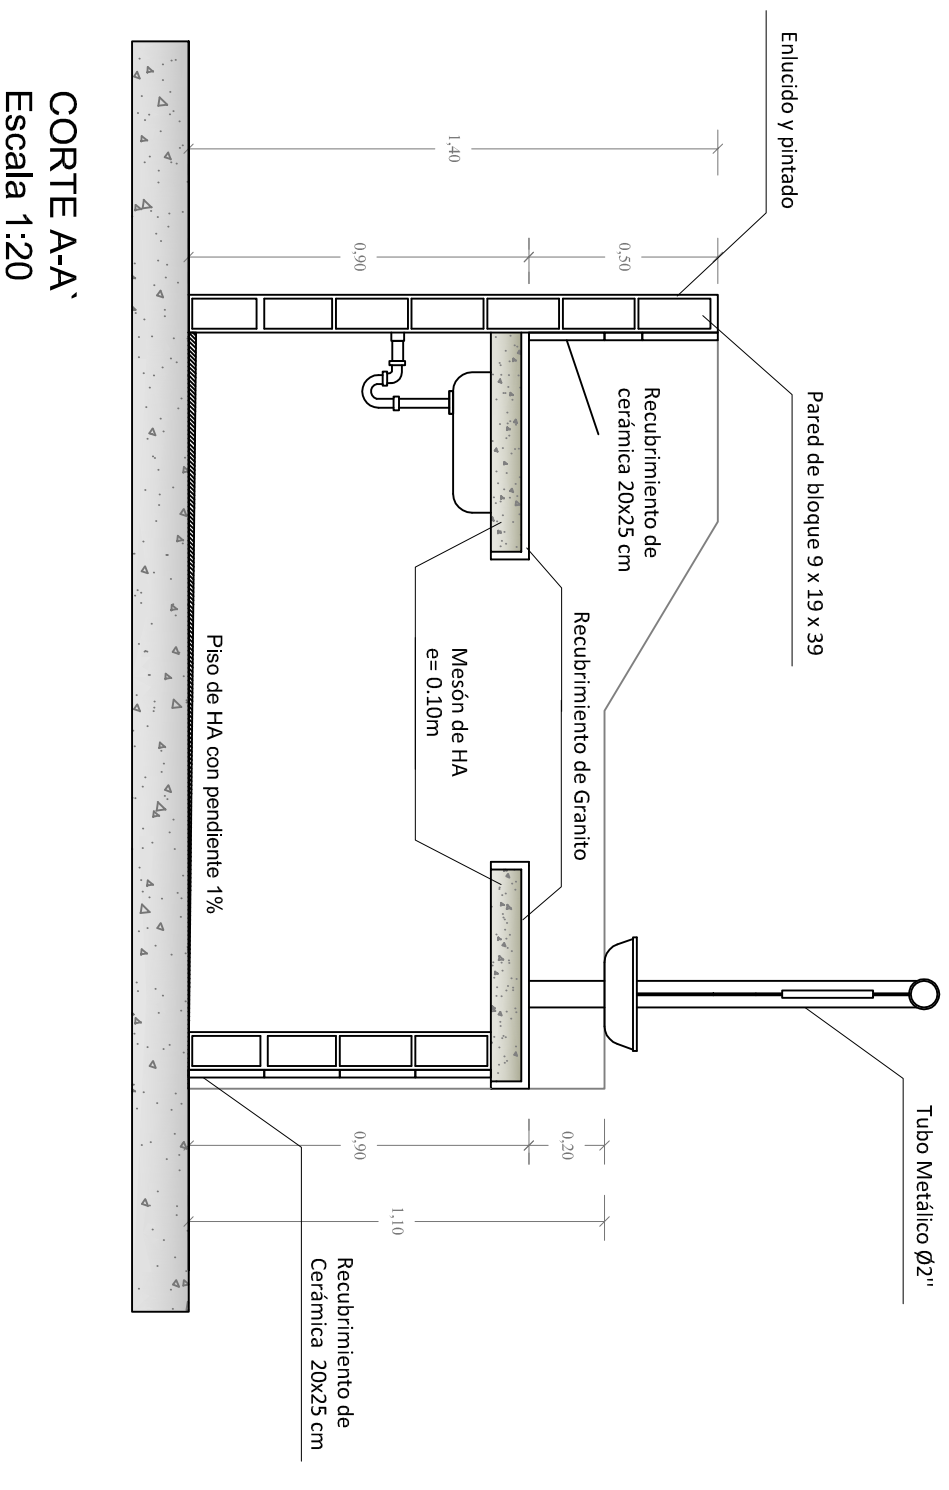 Enlucido y pintado
Pared de bloque 9 x 19 x 39
Tubo Metálico Ø2"
1,40
0,50
0,90
Recubrimiento de
cerámica 20x25 cm
Recubrimiento de Granito
Mesón de HA
e= 0.10m
0,20
0,90
1,10
Piso de HA con pendiente 1%
Recubrimiento de
Cerámica 20x25 cm
CORTE A-A`
Escala 1:20